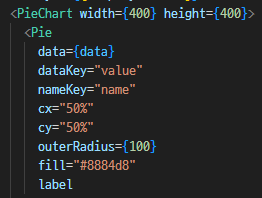 <PieChart width={400} height={400}>
<Pie
data={data}
dataKey="value"
nameKey="name"
cx="50%"
cy="50%"
outerRadius={100}
fill="#8884d8"
label